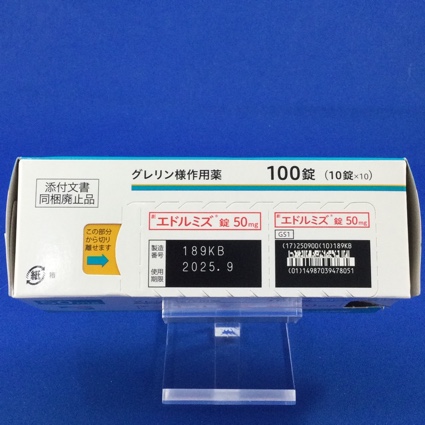 添付文書
同梱廃止品
グレリン様作用薬
100錠 (10錠×10)
この部分
から切り
離せます
エドルミズ®錠 50mg
製造
番号
189KB
使用
期限
2025.9
エドルミズ®錠 50mg
GS1
(17)250900(10)189KB
(01)14987039478051
紙
箱